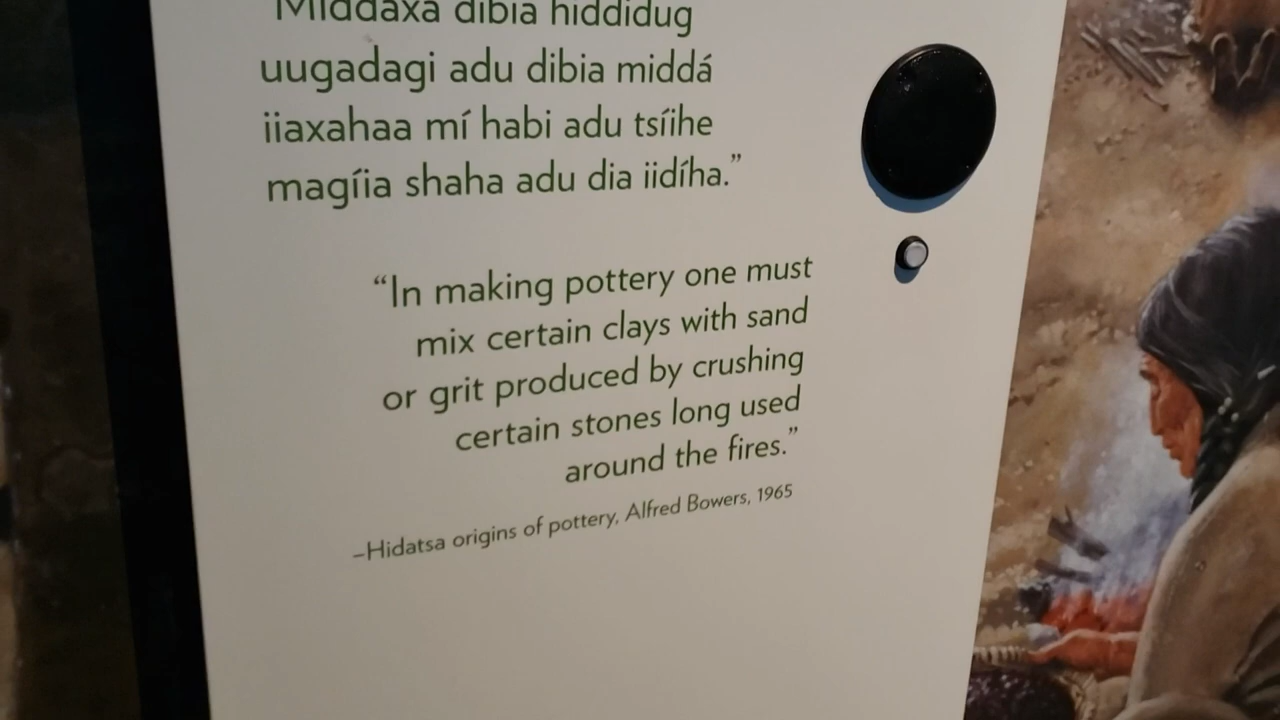 Middaxa dibia hiddidug
uugadagi adu dibia middá
iiaxahaa mí habi adu tsíihe
magíia shaha adu dia iidíha.”
“In making pottery one must
mix certain clays with sand
or grit produced by crushing
certain stones long used
around the fires.”
–Hidatsa origins of pottery, Alfred Bowers, 1965